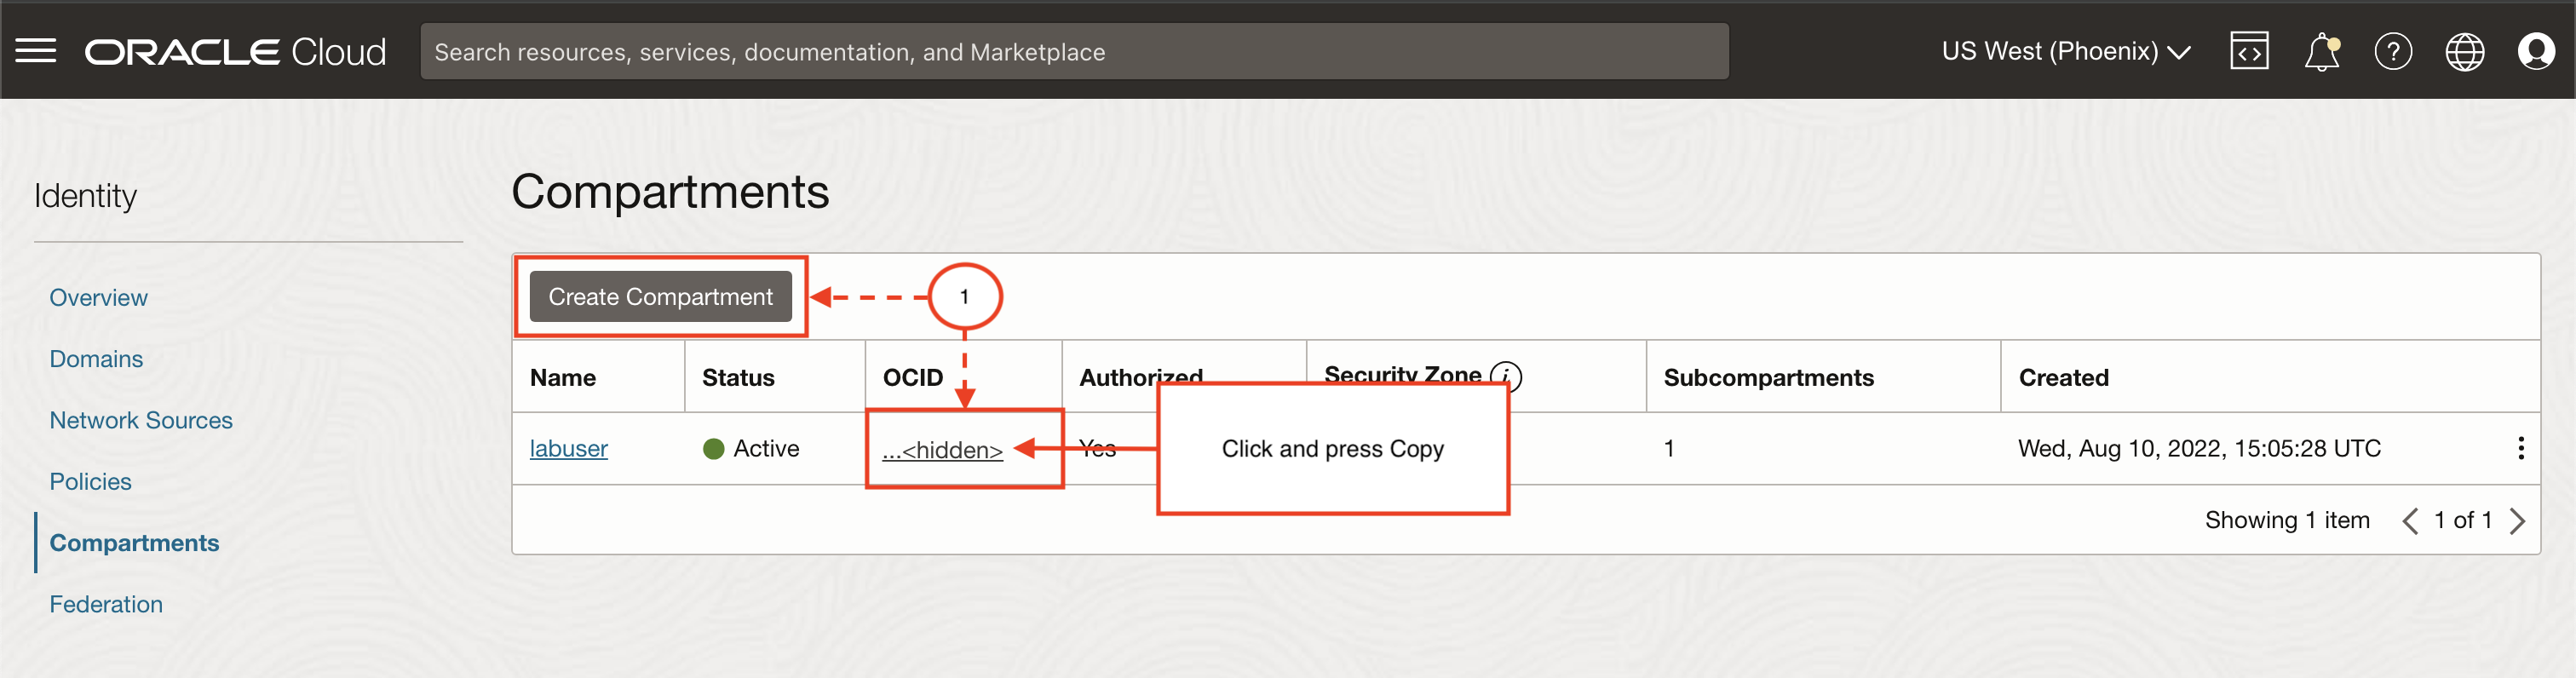 ORACLE Cloud
Search resources, services, documentation, and Marketplace
US West (Phoenix)
Identity
Overview
Domains
Network Sources
Policies
Compartments
Federation
Compartments
Create Compartment
1
Name Status OCID Authorized Security Zone i Subcompartments Created
labuser Active ...<hidden> Yes 1 Wed, Aug 10, 2022, 15:05:28 UTC
Click and press Copy
Showing 1 item < 1 of 1 >